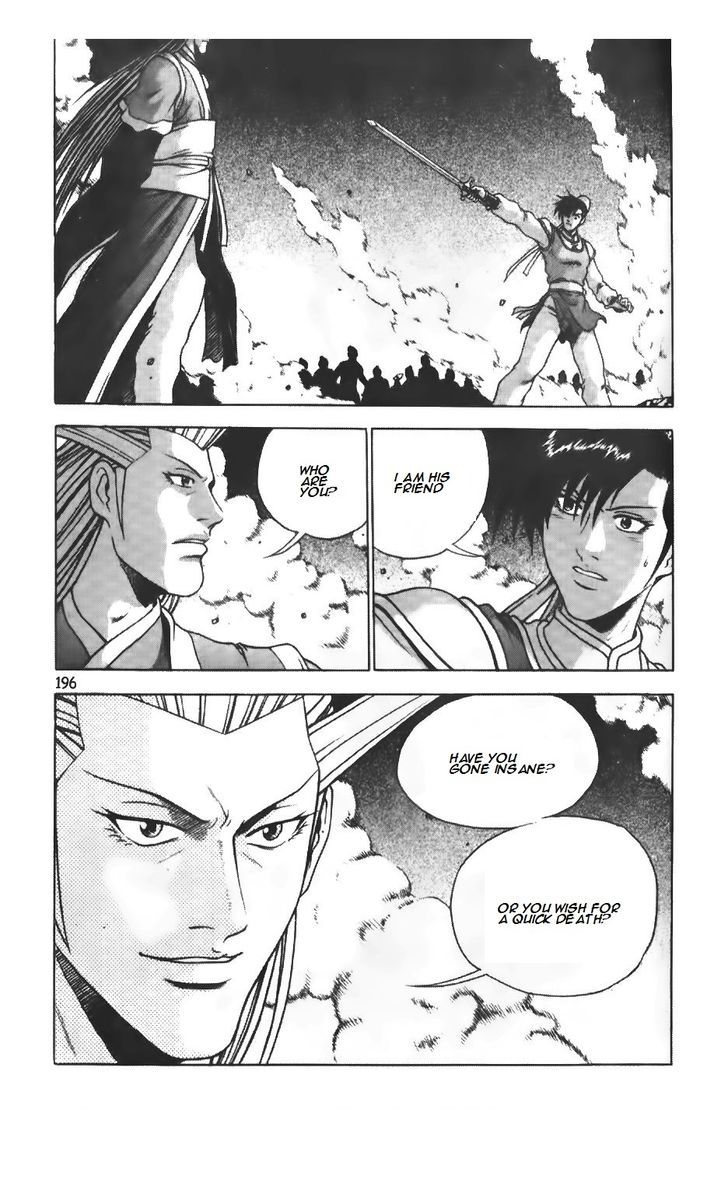 WHO
ARE
YOU?
I AM HIS
FRIEND
196
HAVE YOU
GONE INSANE?
OR YOU WISH FOR
A QUICK DEATH?